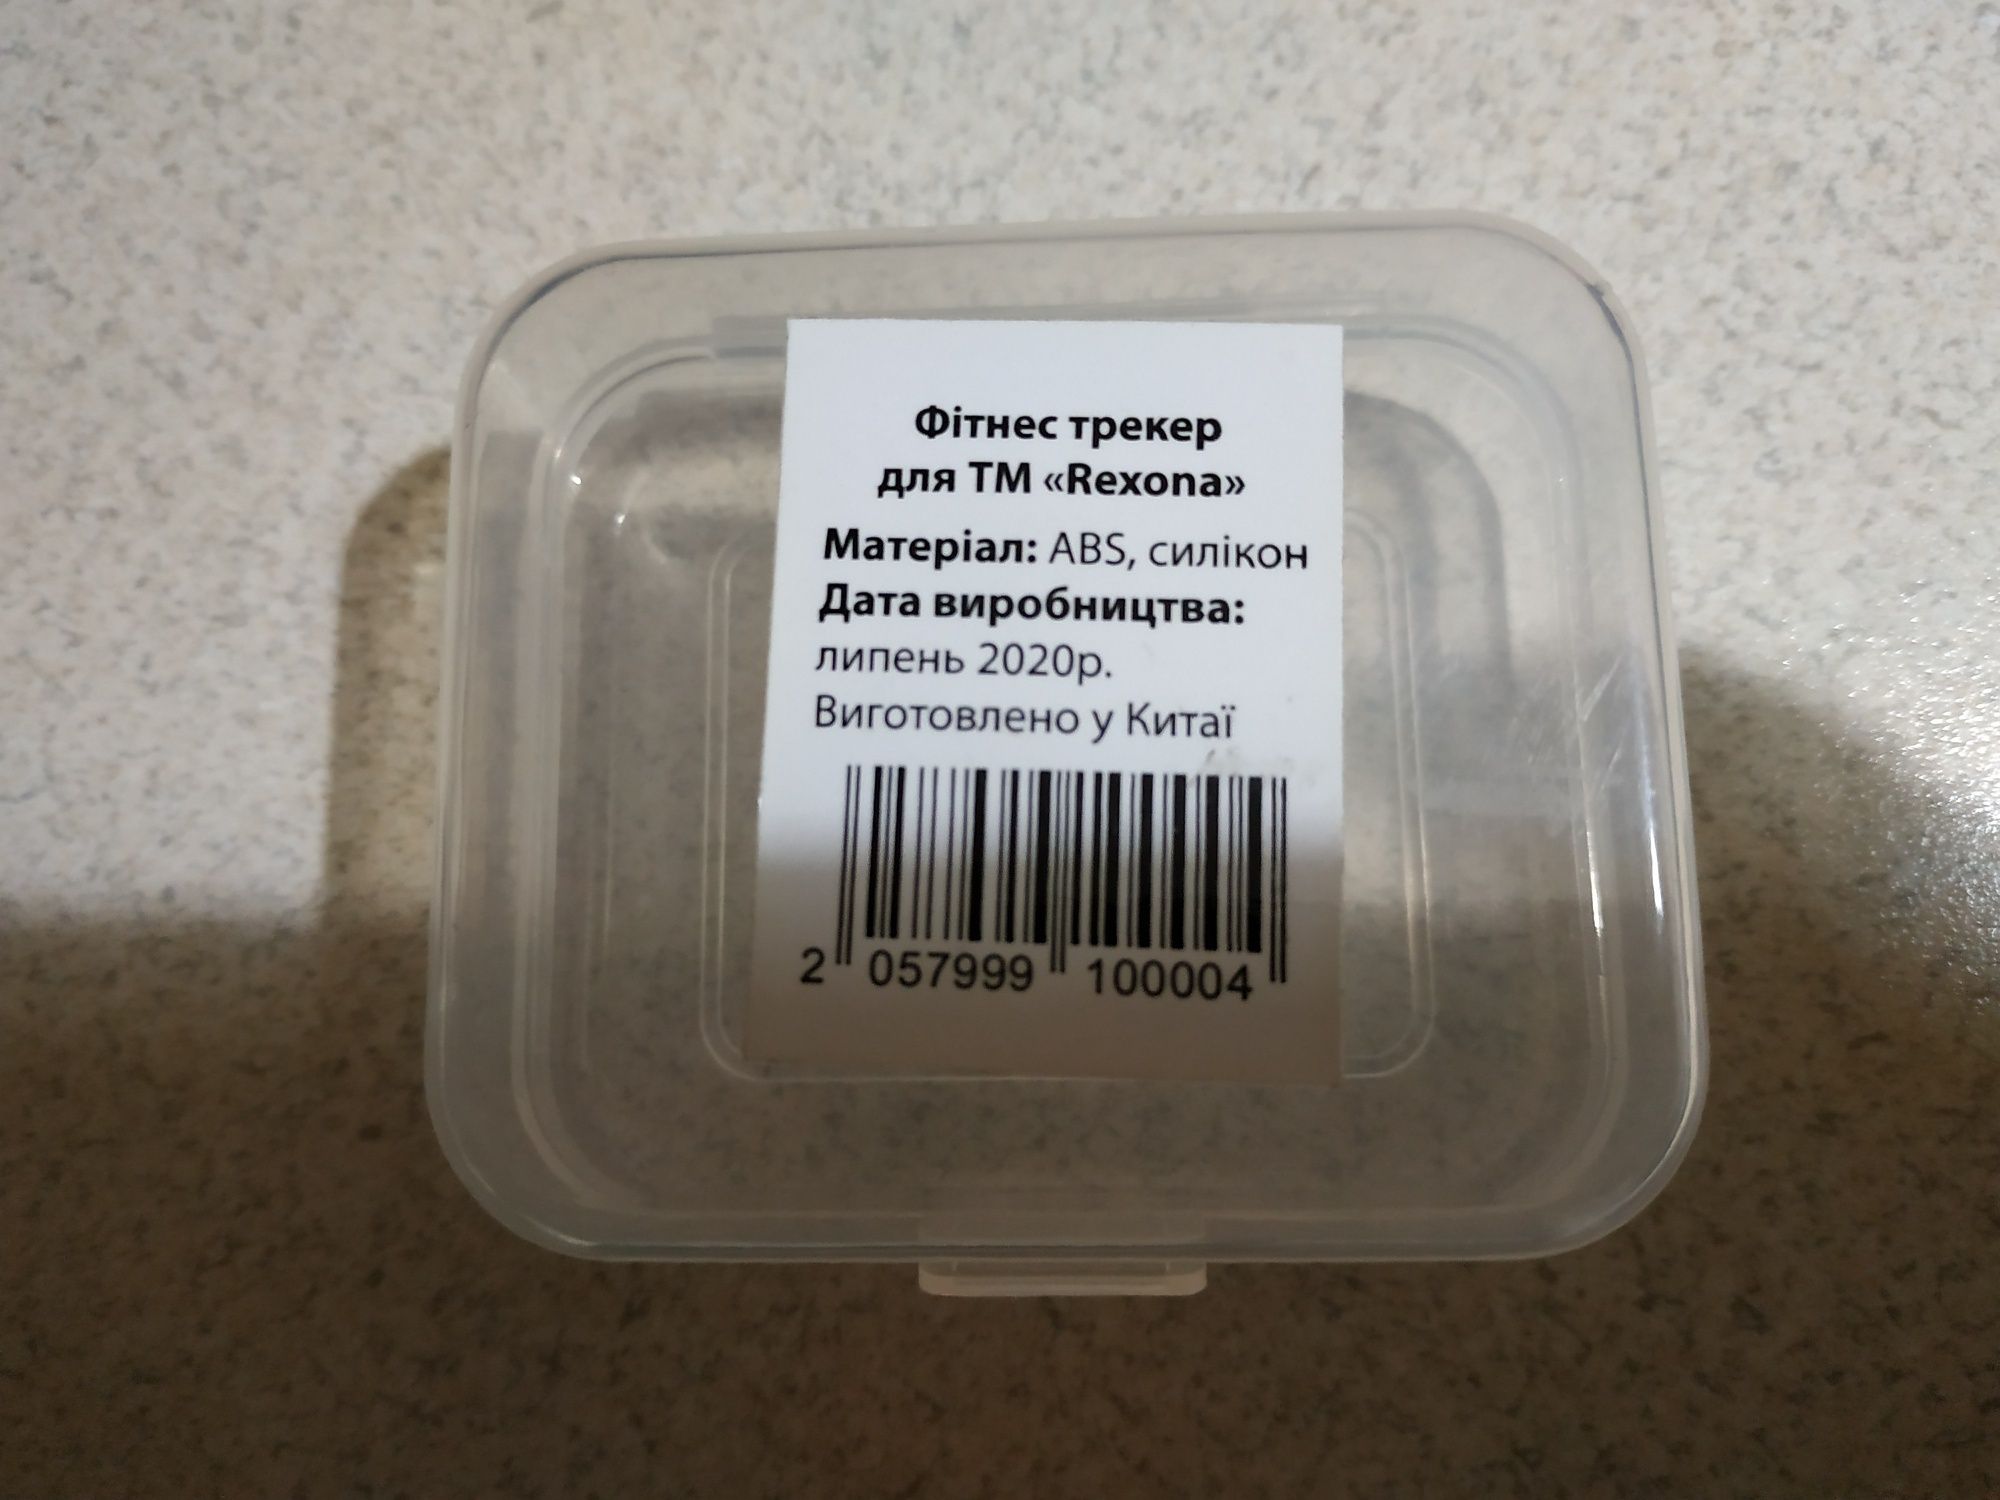 Фітнес трекер
для ТМ «Rexona»
Матеріал: ABS, силікон
Дата виробництва:
липень 2020р.
Виготовлено у Китаї
2 057999 100004